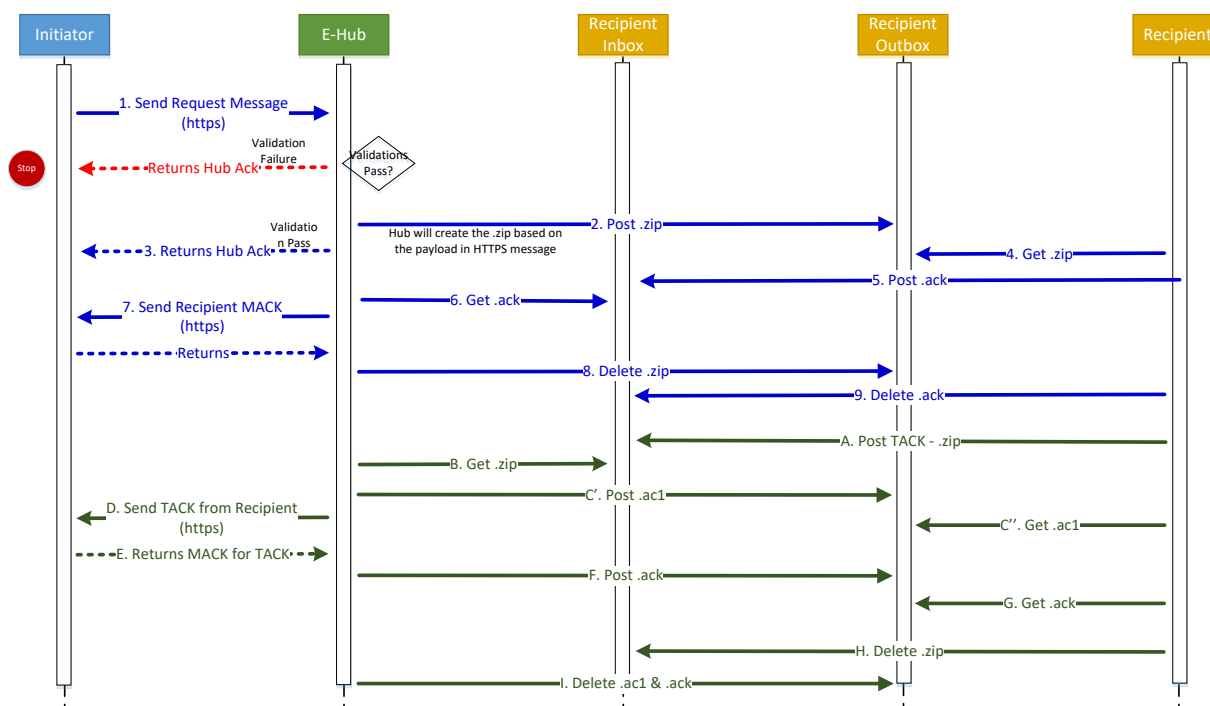 Initiator
E-Hub
Recipient
Inbox
Recipient
Outbox
Recipient
1. Send Request Message
(https)
Validation
Failure
Validations
Pass?
Stop
Returns Hub Ack
2. Post .zip
Validatio
n Pass
Hub will create the .zip based on
the payload in HTTPS message
3. Returns Hub Ack
4. Get .zip
5. Post .ack
6. Get .ack
7. Send Recipient MACK
(https)
Returns
8. Delete .zip
9. Delete .ack
A. Post TACK - .zip
B. Get .zip
C’. Post .ac1
D. Send TACK from Recipient
(https)
C’’. Get .ac1
E. Returns MACK for TACK
F. Post .ack
G. Get .ack
H. Delete .zip
I. Delete .ac1 & .ack